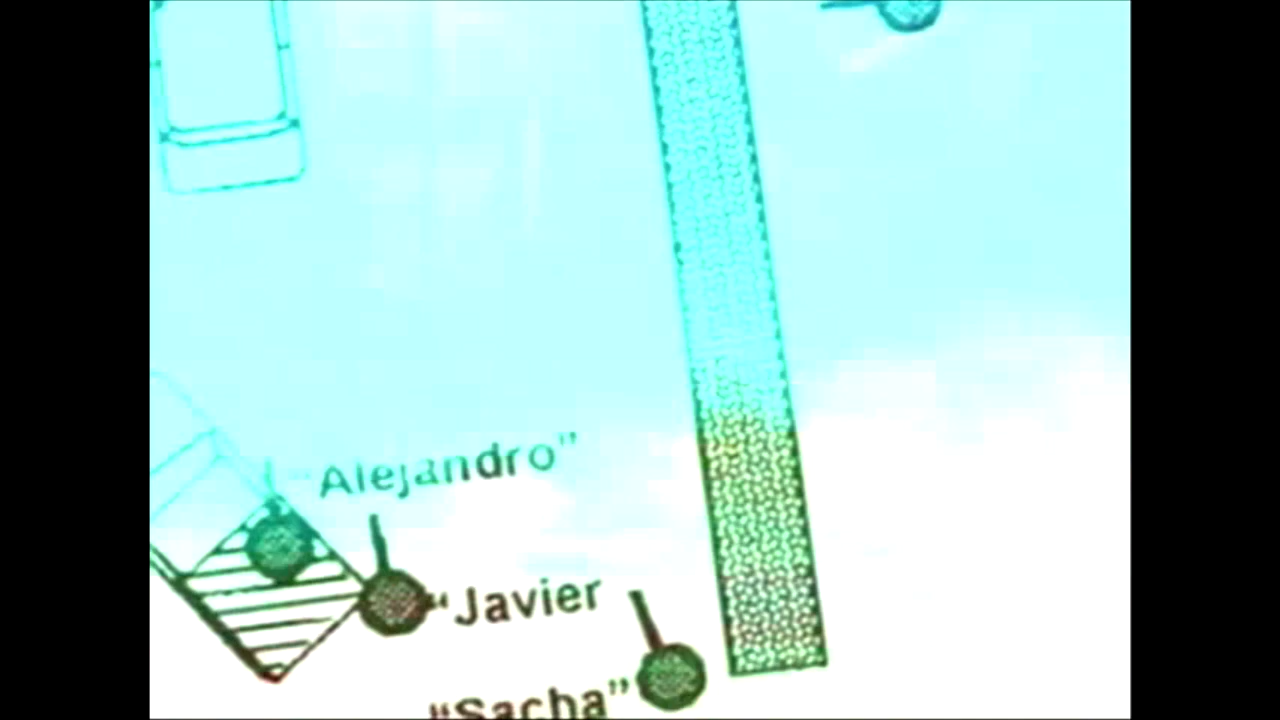 “Alejandro”
“Javier
“Sacha”